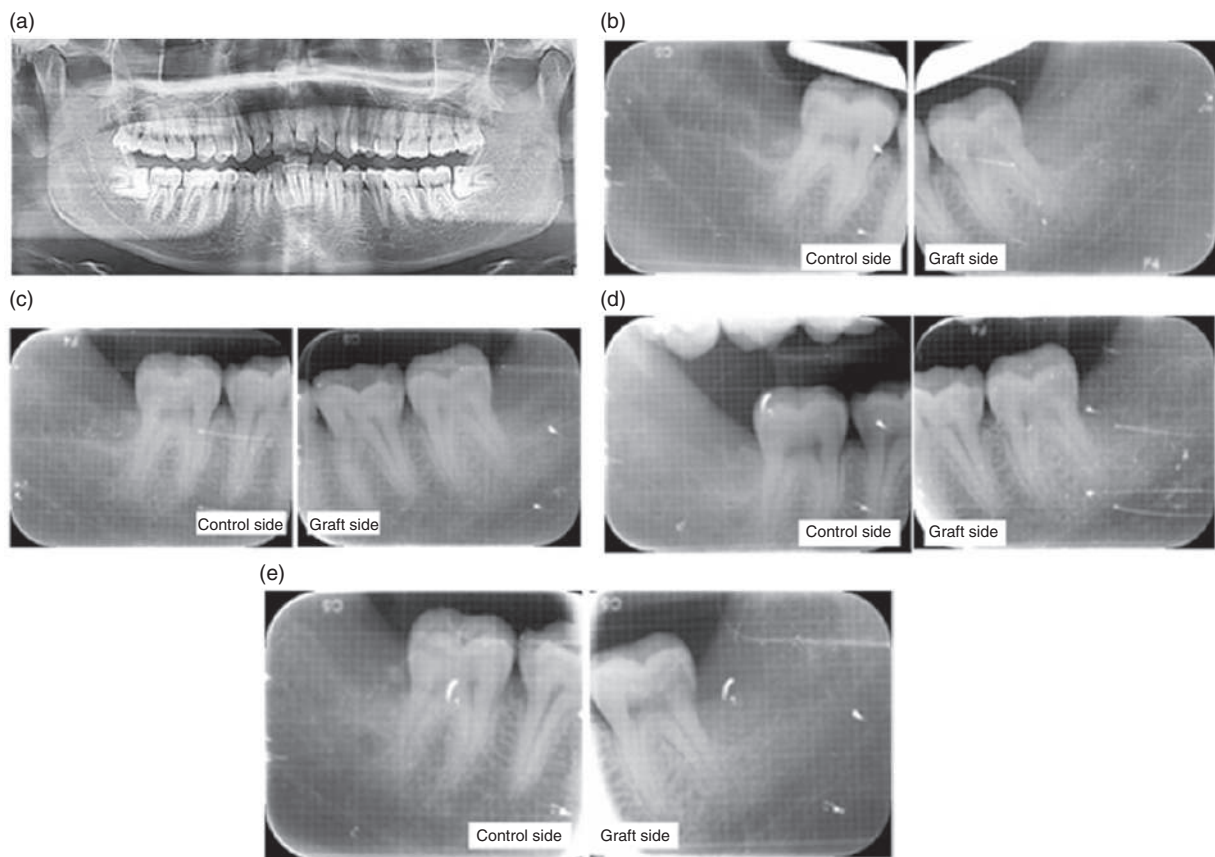 (a)
(b)
Control side
Graft side
(c)
Control side
Graft side
(d)
Control side
Graft side
(e)
Control side
Graft side